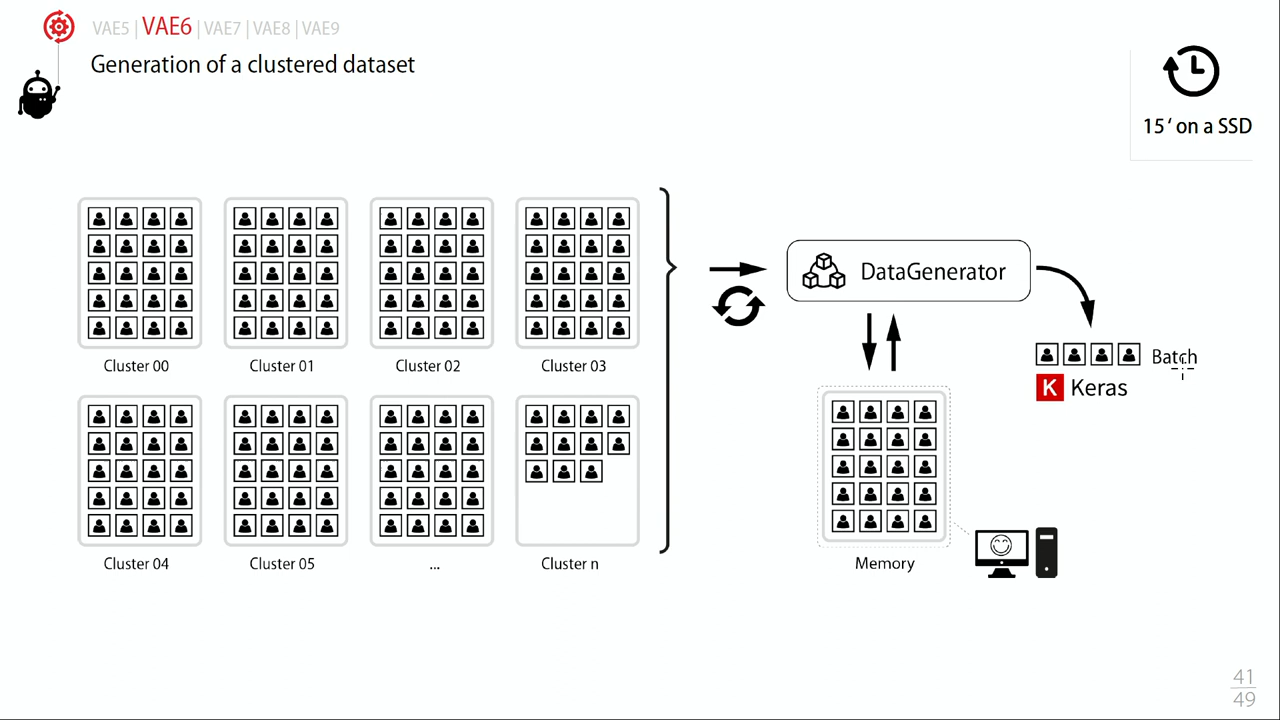 VAE5 | VAE6 | VAE7 | VAE8 | VAE9
Generation of a clustered dataset
15‘ on a SSD
Cluster 00
Cluster 01
Cluster 02
Cluster 03
DataGenerator
Batch
K Keras
Cluster 04
Cluster 05
...
Cluster n
Memory
41
49